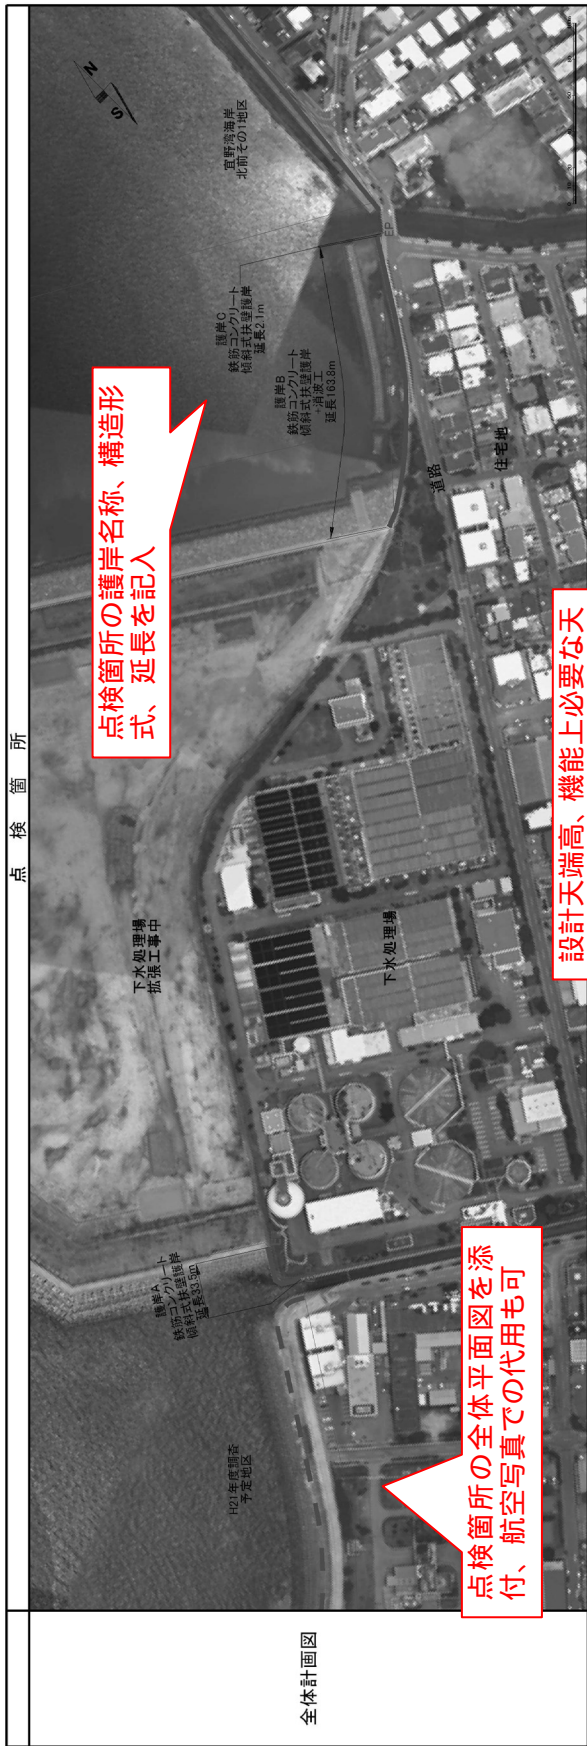 点検箇所
全体計画図
N
S
宜野湾海岸
北前その1地区
護岸C
鉄筋コンクリート
傾斜式扶壁護岸
延長2.1m
護岸B
鉄筋コンクリート
傾斜式扶壁護岸
+消波工
延長163.8m
EP
点検箇所の護岸名称、構造形
式、延長を記入
道路
住宅地
下水処理場
拡張工事中
下水処理場
設計天端高、機能上必要な天
護岸A
鉄筋コンクリート
傾斜式扶壁護岸
延長33.5m
H21年度調査
予定地区
点検箇所の全体平面図を添
付、航空写真での代用も可